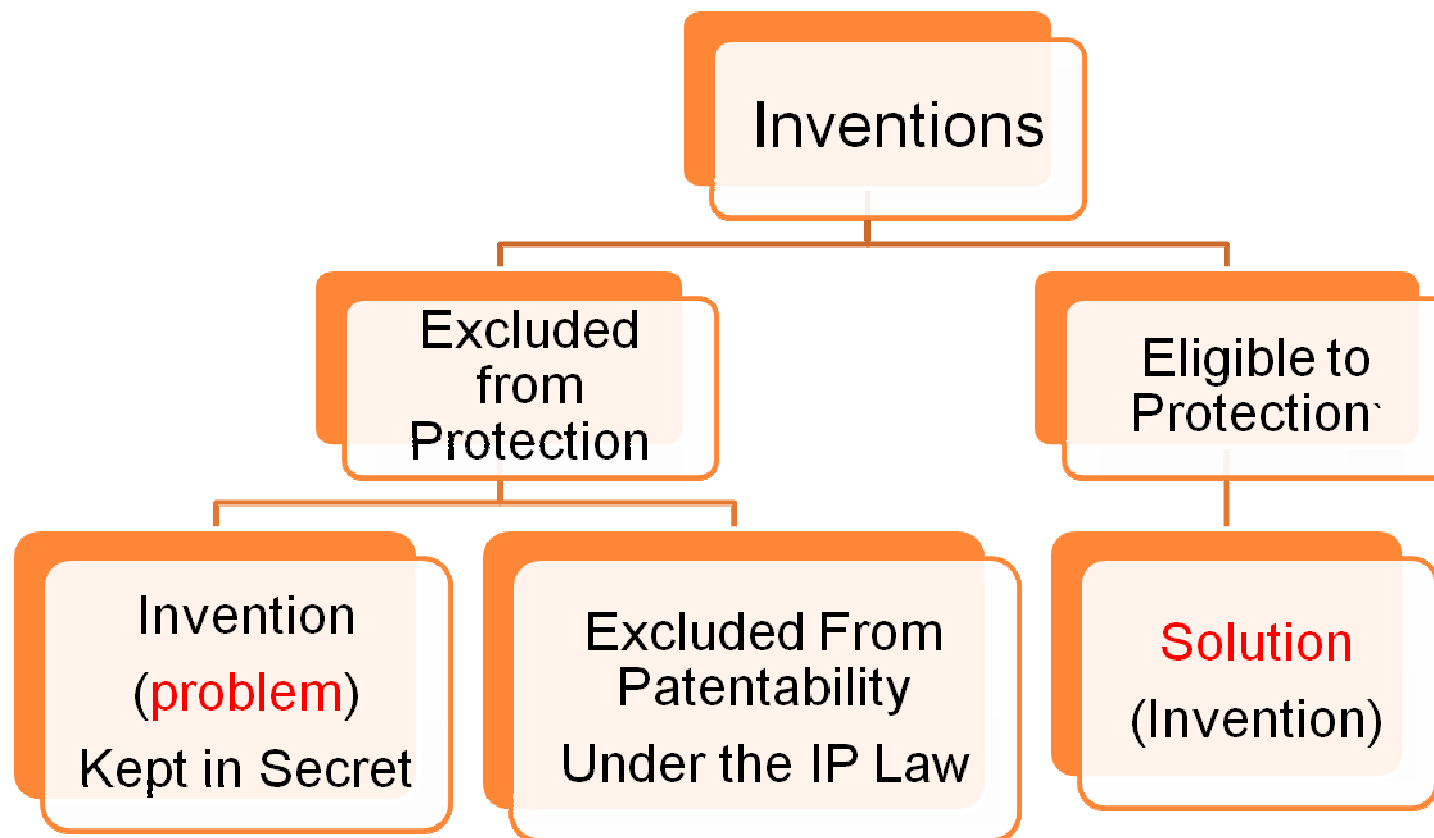 Inventions
Excluded
from
Protection
Eligible to
Protection`
Invention
(problem)
Kept in Secret
Excluded From
Patentability
Under the IP Law
Solution
(Invention)